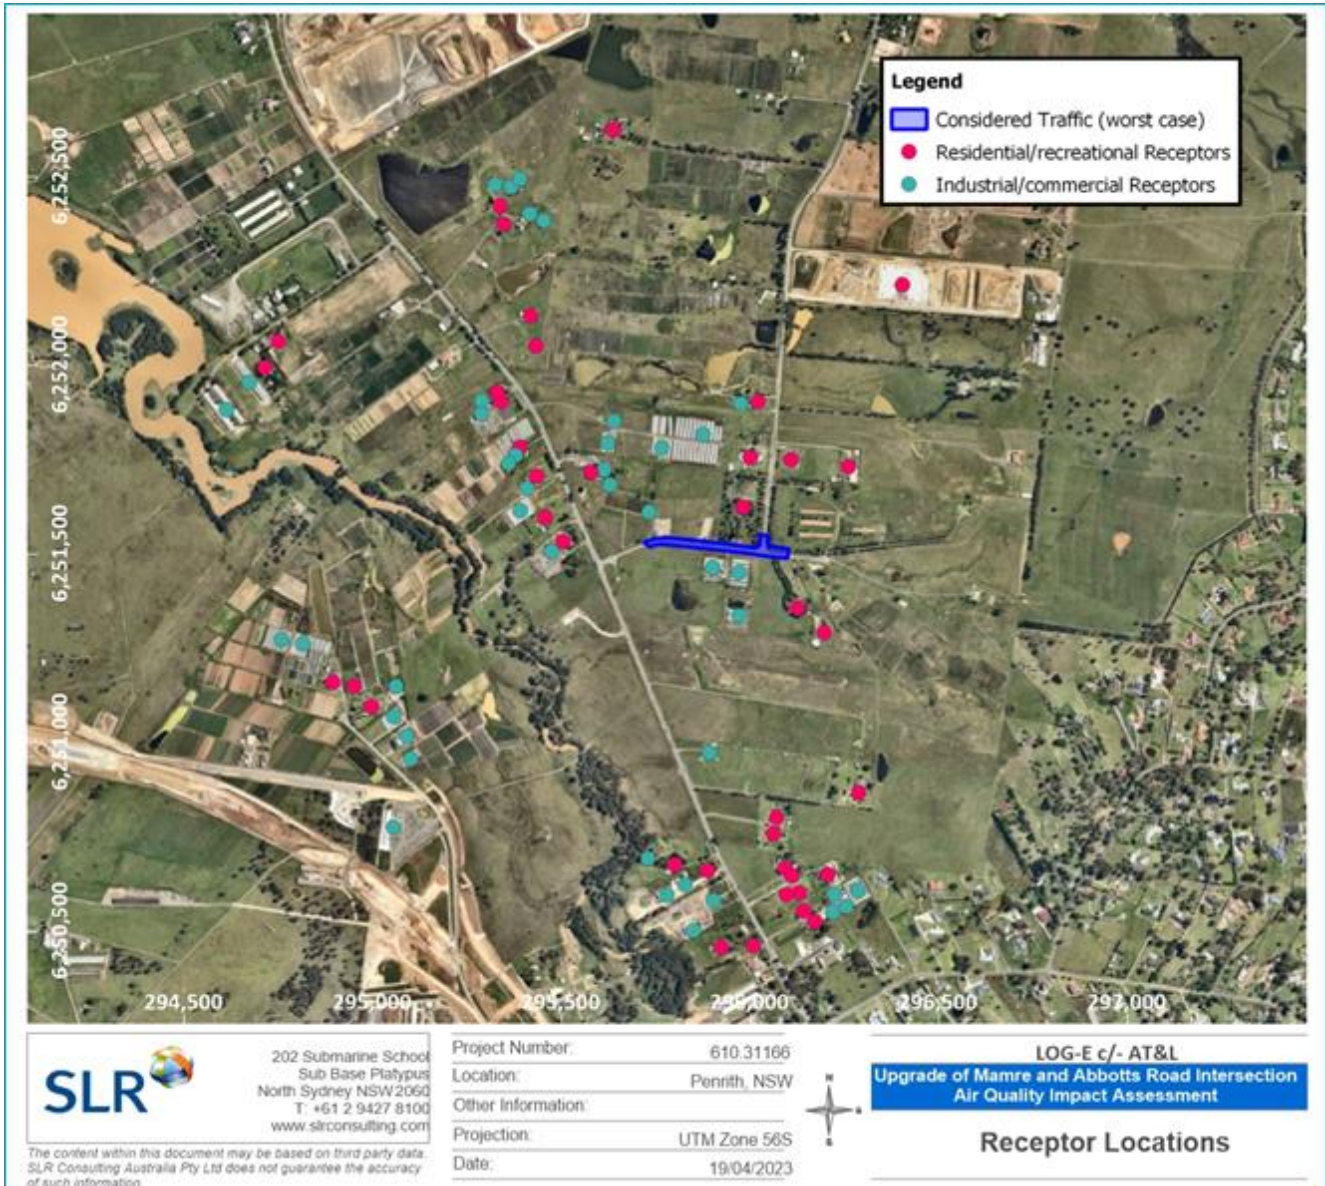 Legend
Considered Traffic (worst case)
Residential/recreational Receptors
Industrial/commercial Receptors
6,252,500
6,252,000
6,251,500
6,251,000
6,250,500
294,500
295,000
295,500
296,000
296,500
297,000
SLR
202 Submarine School
Sub Base Platypus
North Sydney NSW 2060
T: +61 2 9427 8100
www.slrconsulting.com
The content within this document may be based on third party data.
SLR Consulting Australia Pty Ltd does not guarantee the accuracy
of such information.
Project Number: 610.31166
Location: Penrith, NSW
Other Information:
Projection: UTM Zone 56S
Date: 19/04/2023
N
S
LOG-E c/- AT&L
Upgrade of Mamre and Abbotts Road Intersection
Air Quality Impact Assessment
Receptor Locations